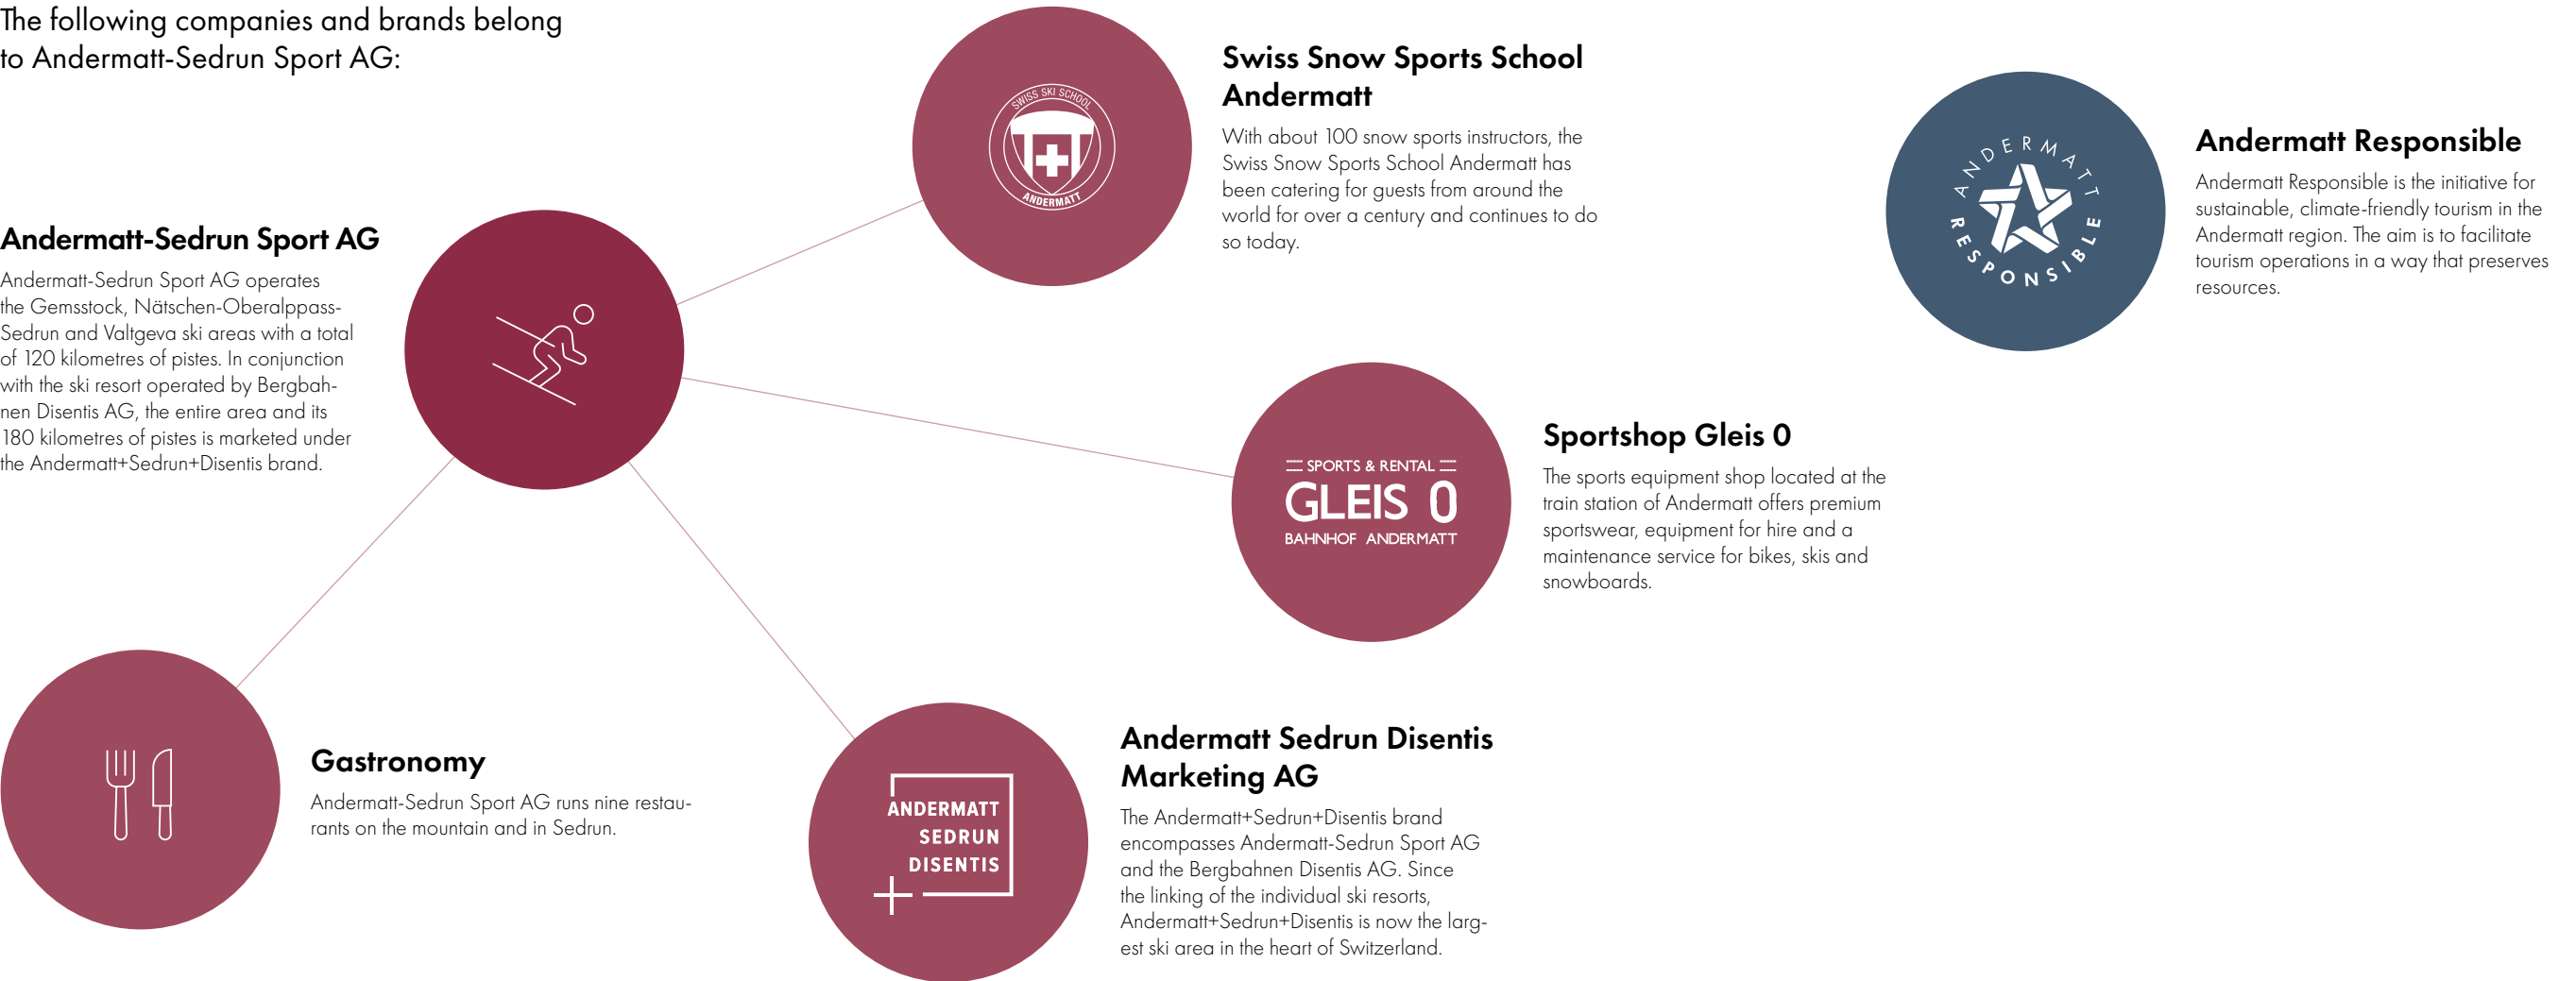 The following companies and brands belong
to Andermatt-Sedrun Sport AG:
Andermatt-Sedrun Sport AG
Andermatt-Sedrun Sport AG operates
the Gemsstock, Nätschen-Oberalppass-
Sedrun and Valtgeva ski areas with a total
of 120 kilometres of pistes. In conjunction
with the ski resort operated by Bergbah-
nen Disentis AG, the entire area and its
180 kilometres of pistes is marketed under
the Andermatt+Sedrun+Disentis brand.
SWISS SKI SCHOOL
ANDERMATT
Swiss Snow Sports School
Andermatt
With about 100 snow sports instructors, the
Swiss Snow Sports School Andermatt has
been catering for guests from around the
world for over a century and continues to do
so today.
ANDERMATT
RESPONSIBLE
Andermatt Responsible
Andermatt Responsible is the initiative for
sustainable, climate-friendly tourism in the
Andermatt region. The aim is to facilitate
tourism operations in a way that preserves
resources.
SPORTS & RENTAL
GLEIS 0
BAHNHOF ANDERMATT
Sportshop Gleis 0
The sports equipment shop located at the
train station of Andermatt offers premium
sportswear, equipment for hire and a
maintenance service for bikes, skis and
snowboards.
Gastronomy
Andermatt-Sedrun Sport AG runs nine restau-
rants on the mountain and in Sedrun.
ANDERMATT
SEDRUN
DISENTIS
Andermatt Sedrun Disentis
Marketing AG
The Andermatt+Sedrun+Disentis brand
encompasses Andermatt-Sedrun Sport AG
and the Bergbahnen Disentis AG. Since
the linking of the individual ski resorts,
Andermatt+Sedrun+Disentis is now the larg-
est ski area in the heart of Switzerland.